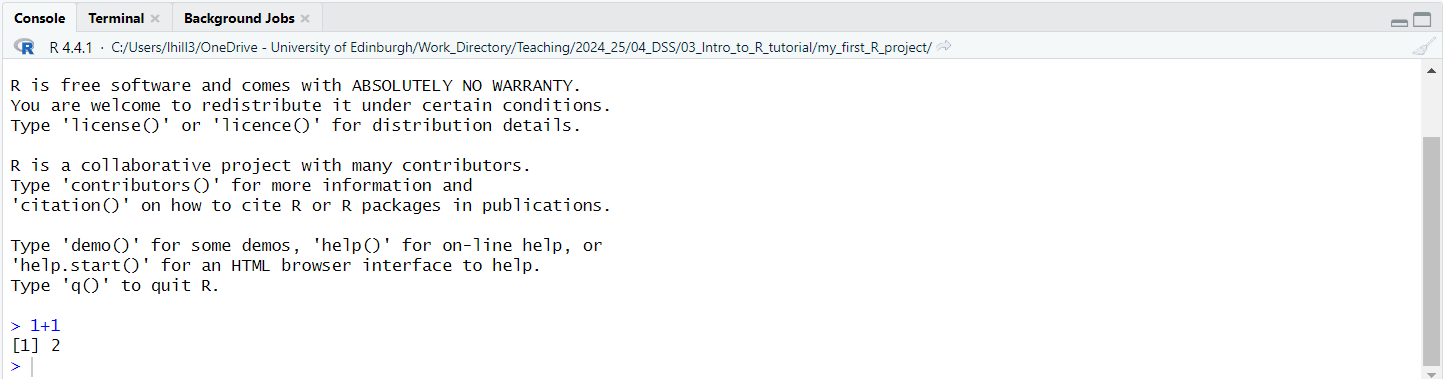 Console Terminal Background Jobs
R R 4.4.1 · C:/Users/lhill3/OneDrive - University of Edinburgh/Work_Directory/Teaching/2024_25/04_DSS/03_Intro_to_R_tutorial/my_first_R_project/
R is free software and comes with ABSOLUTELY NO WARRANTY.
You are welcome to redistribute it under certain conditions.
Type 'license()' or 'licence()' for distribution details.
R is a collaborative project with many contributors.
Type 'contributors()' for more information and
'citation()' on how to cite R or R packages in publications.
Type 'demo()' for some demos, 'help()' for on-line help, or
'help.start()' for an HTML browser interface to help.
Type 'q()' to quit R.
> 1+1
[1] 2
>